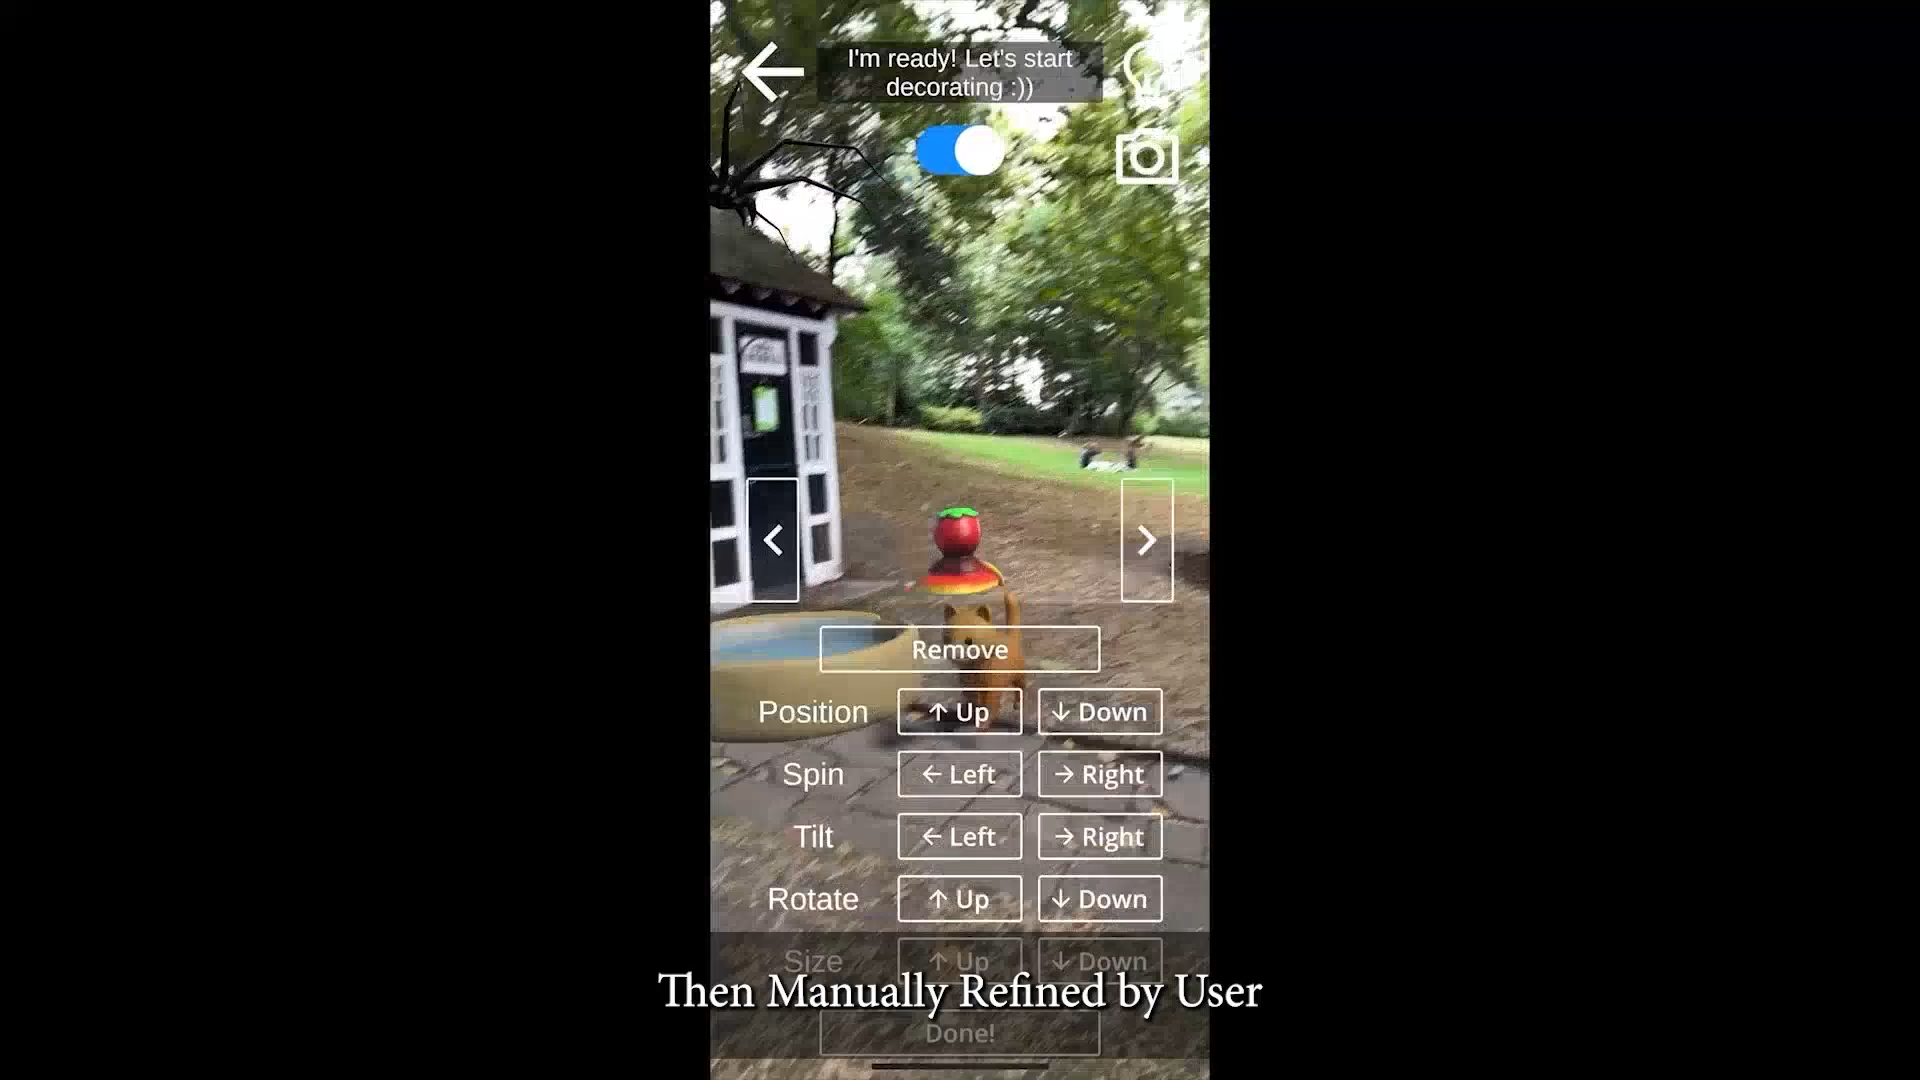 I'm ready! Let's start
decorating :))
Remove
Position ↑ Up ↓ Down
Spin ← Left → Right
Tilt ← Left → Right
Rotate ↑ Up ↓ Down
Size ↑ Up ↓ Down
Then Manually Refined by User
Done!